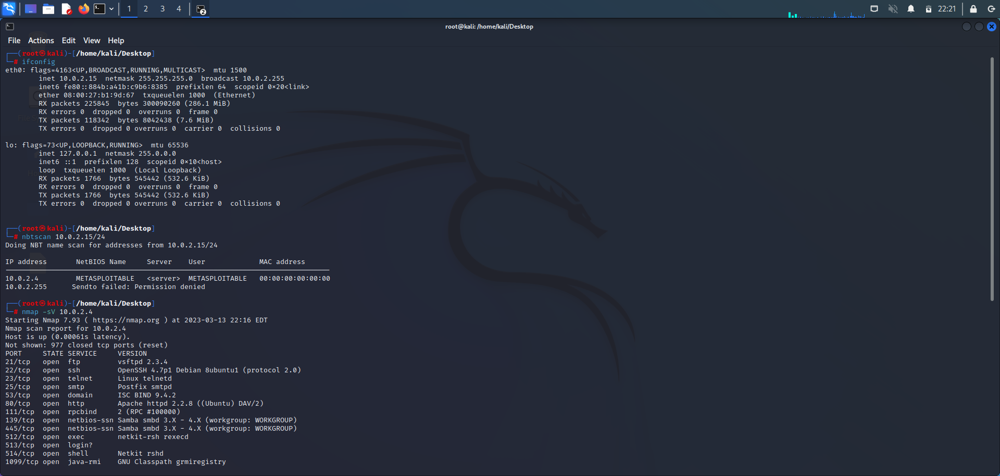 1 2 3 4 2 22:21
root@kali: /home/kali/Desktop
File Actions Edit View Help
┌──(root㉿kali)-[/home/kali/Desktop]
└─# ifconfig
eth0: flags=4163<UP,BROADCAST,RUNNING,MULTICAST>  mtu 1500
        inet 10.0.2.15  netmask 255.255.255.0  broadcast 10.0.2.255
        inet6 fe80::884b:a41b:c9b6:8385  prefixlen 64  scopeid 0×20<link>
        ether 08:00:27:b1:9d:67  txqueuelen 1000  (Ethernet)
        RX packets 225845  bytes 300090260 (286.1 MiB)
        RX errors 0  dropped 0  overruns 0  frame 0
        TX packets 118342  bytes 8042438 (7.6 MiB)
        TX errors 0  dropped 0 overruns 0  carrier 0  collisions 0
lo: flags=73<UP,LOOPBACK,RUNNING>  mtu 65536
        inet 127.0.0.1  netmask 255.0.0.0
        inet6 ::1  prefixlen 128  scopeid 0×10<host>
        loop  txqueuelen 1000  (Local Loopback)
        RX packets 1766  bytes 545442 (532.6 KiB)
        RX errors 0  dropped 0  overruns 0  frame 0
        TX packets 1766  bytes 545442 (532.6 KiB)
        TX errors 0  dropped 0 overruns 0  carrier 0  collisions 0
┌──(root㉿kali)-[/home/kali/Desktop]
└─# nbtscan 10.0.2.15/24
Doing NBT name scan for addresses from 10.0.2.15/24
IP address       NetBIOS Name     Server    User             MAC address
10.0.2.4         METASPLOITABLE   <server>  METASPLOITABLE   00:00:00:00:00:00
10.0.2.255      Sendto failed: Permission denied
┌──(root㉿kali)-[/home/kali/Desktop]
└─# nmap -sV 10.0.2.4
Starting Nmap 7.93 ( https://nmap.org ) at 2023-03-13 22:16 EDT
Nmap scan report for 10.0.2.4
Host is up (0.00061s latency).
Not shown: 977 closed tcp ports (reset)
PORT     STATE SERVICE     VERSION
21/tcp   open  ftp         vsftpd 2.3.4
22/tcp   open  ssh         OpenSSH 4.7p1 Debian 8ubuntu1 (protocol 2.0)
23/tcp   open  telnet      Linux telnetd
25/tcp   open  smtp        Postfix smtpd
53/tcp   open  domain      ISC BIND 9.4.2
80/tcp   open  http        Apache httpd 2.2.8 ((Ubuntu) DAV/2)
111/tcp  open  rpcbind     2 (RPC #100000)
139/tcp  open  netbios-ssn Samba smbd 3.X - 4.X (workgroup: WORKGROUP)
445/tcp  open  netbios-ssn Samba smbd 3.X - 4.X (workgroup: WORKGROUP)
512/tcp  open  exec        netkit-rsh rexecd
513/tcp  open  login?
514/tcp  open  shell       Netkit rshd
1099/tcp open  java-rmi    GNU Classpath grmiregistry